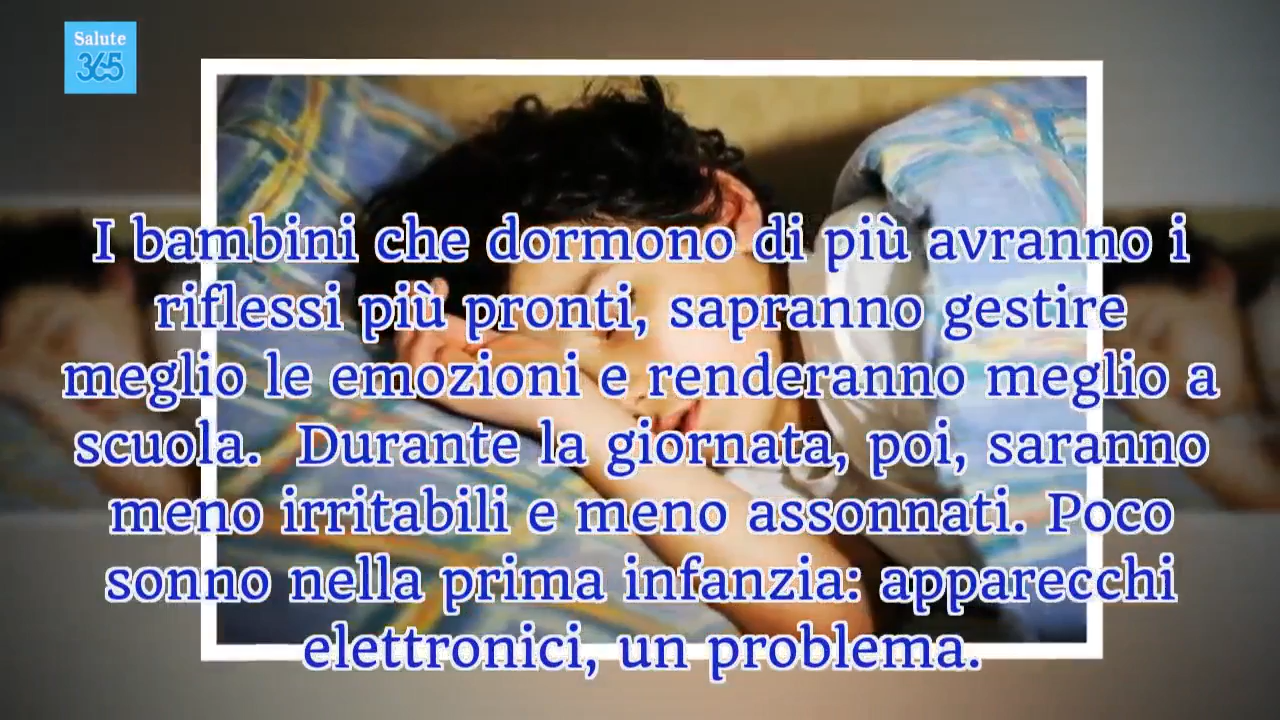 Salute
365
I bambini che dormono di più avranno i
riflessi più pronti, sapranno gestire
meglio le emozioni e renderanno meglio a
scuola. Durante la giornata, poi, saranno
meno irritabili e meno assonnati. Poco
sonno nella prima infanzia: apparecchi
elettronici, un problema.